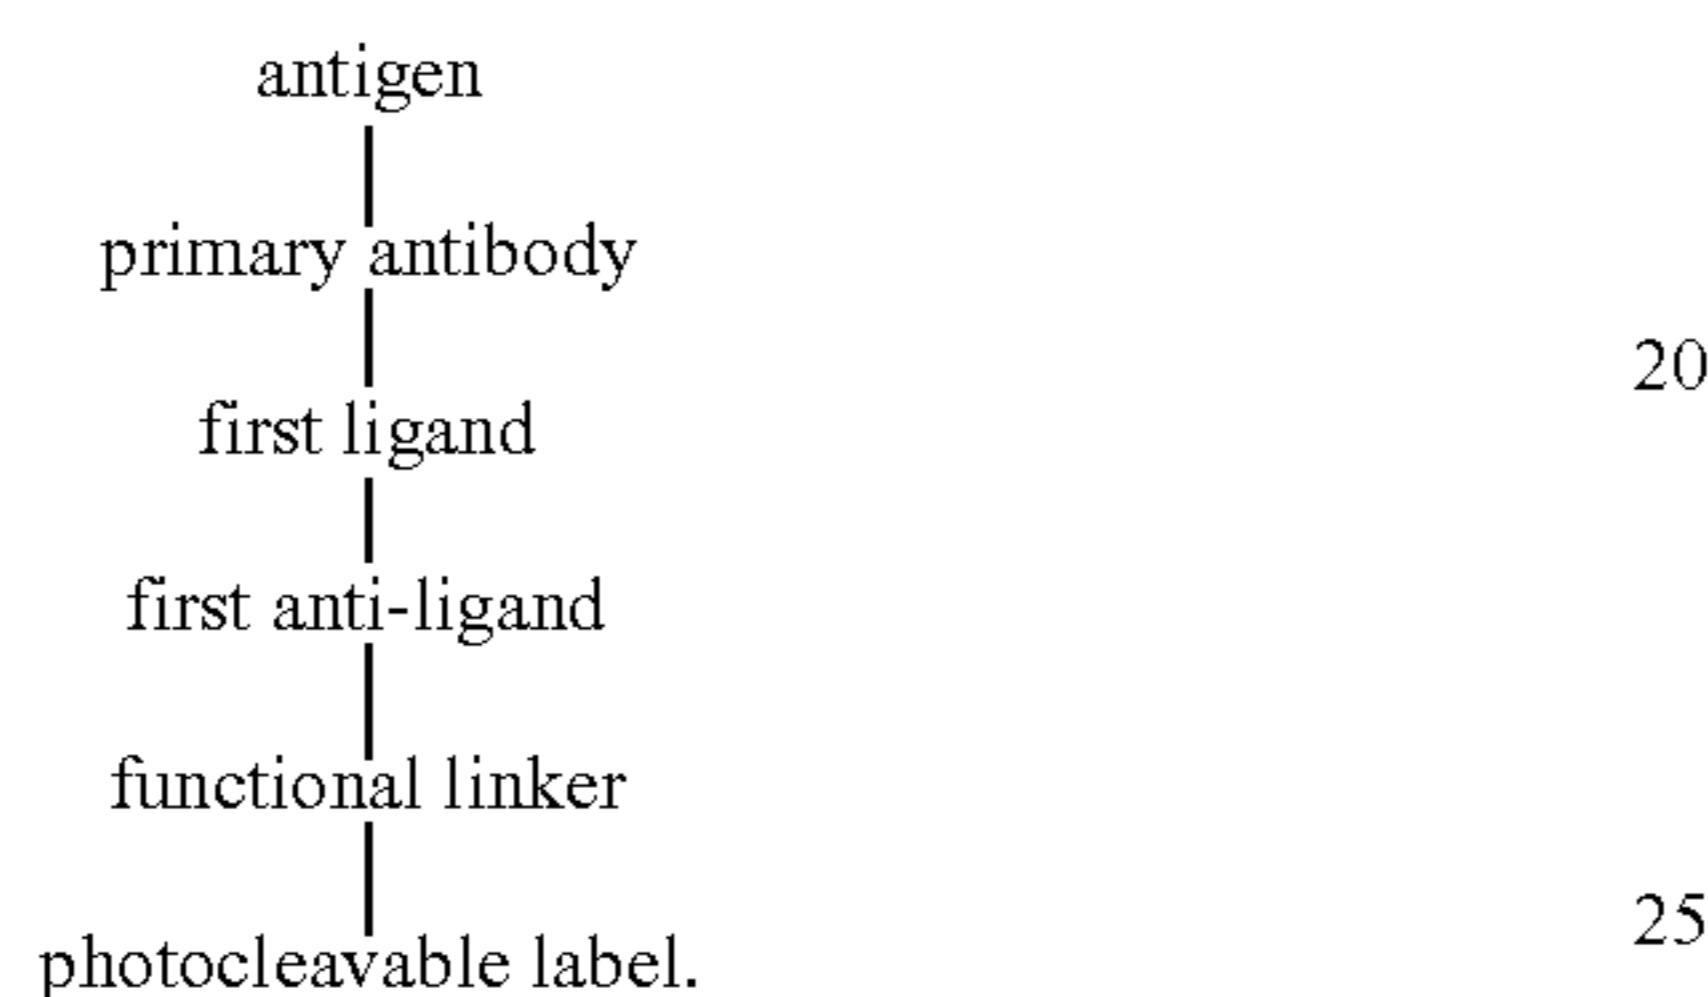 antigen
primary antibody
20
first ligand
first anti-ligand
functional linker
25
photocleavable label.